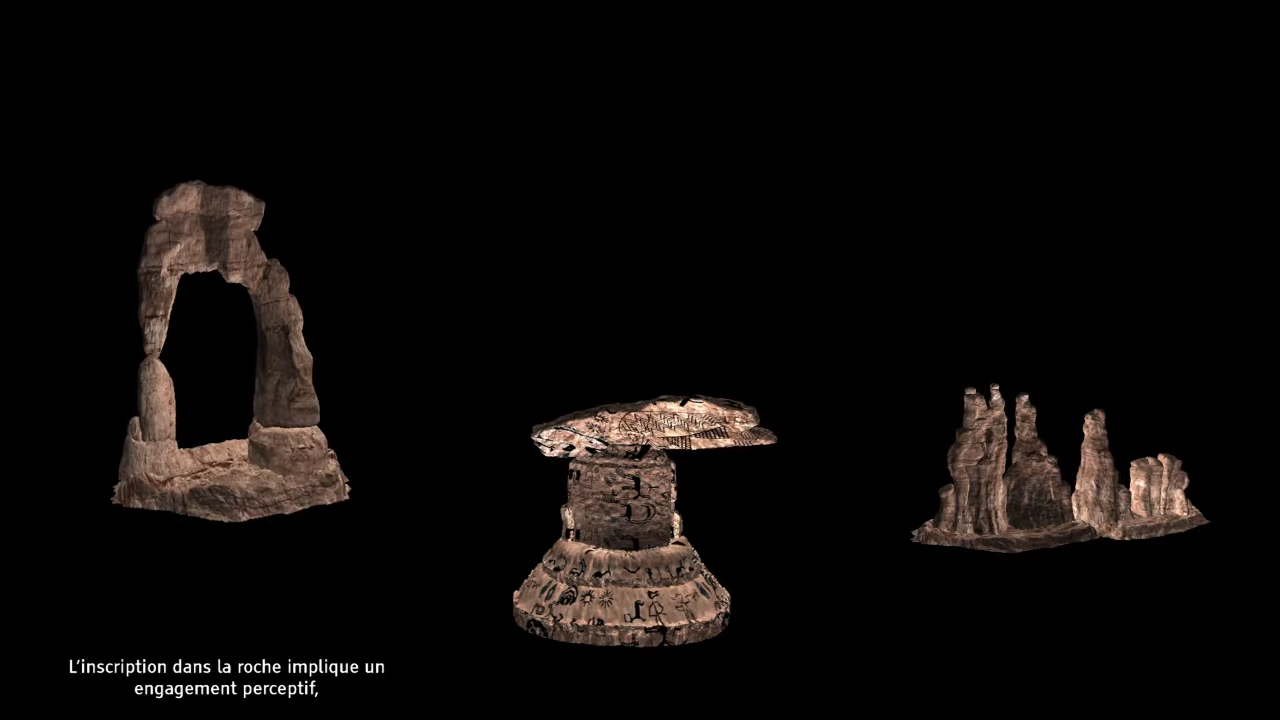 L'inscription dans la roche implique un
engagement perceptif,